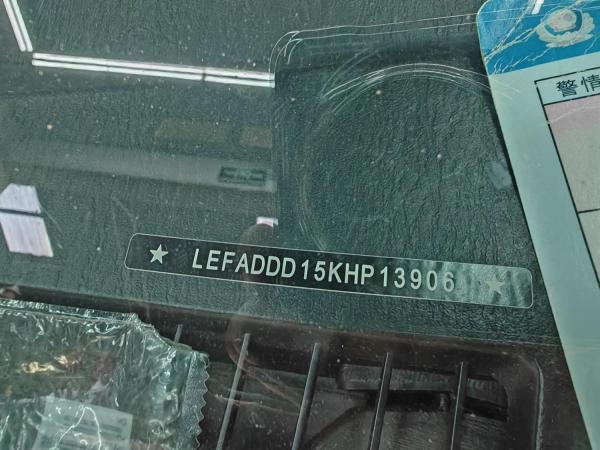 警情
★ LEFADDD15KHP13906 ★